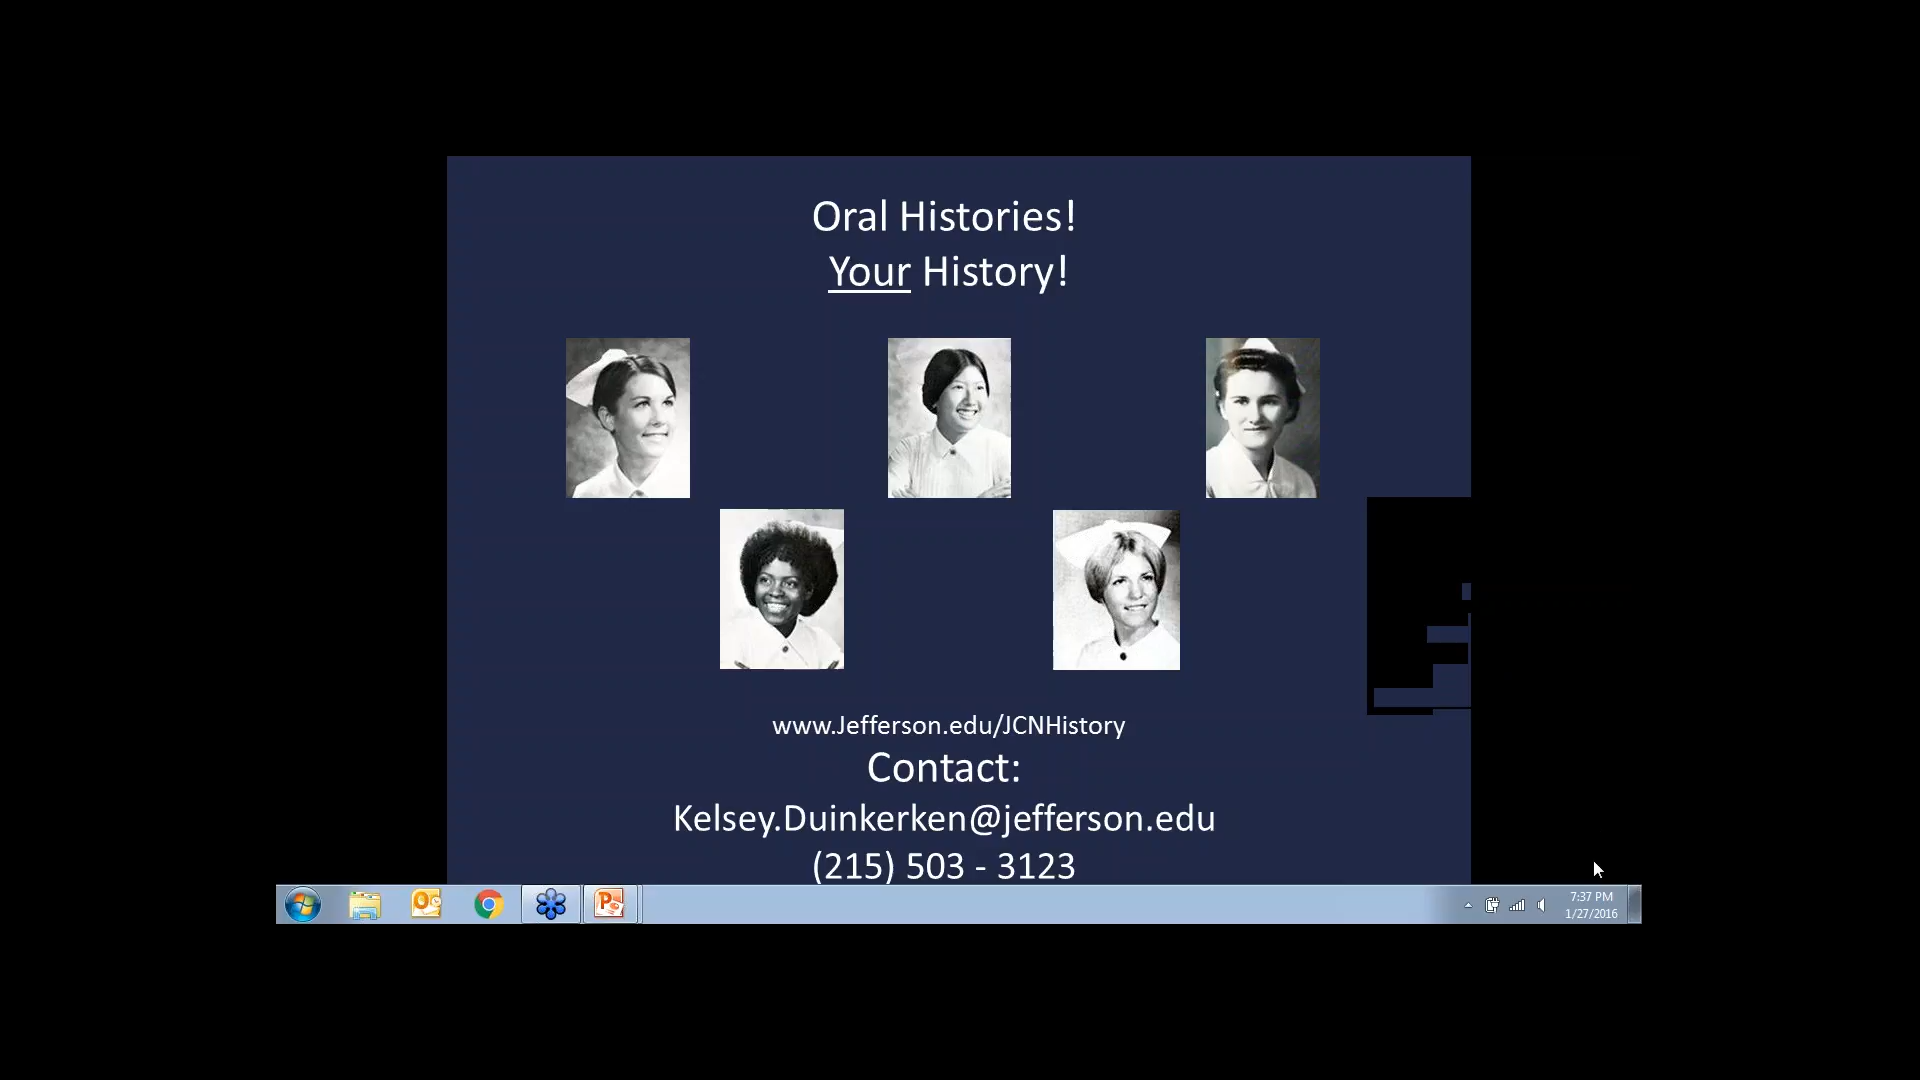 Oral Histories!
Your History!
www.Jefferson.edu/JCNHistory
Contact:
Kelsey.Duinkerken@jefferson.edu
(215) 503 - 3123
7:37 PM
1/27/2016